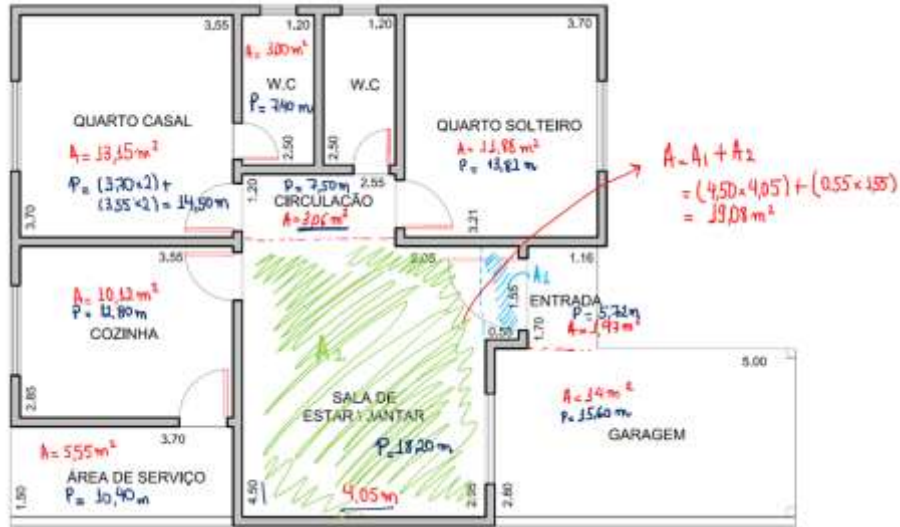 3.55
1.20
1.20
3.70
A = 3,00 m²
W.C
W.C
P = 7,40 m
2.50
2.50
QUARTO CASAL
A = 13,15 m²
P = (3,70 x 2) +
(3,55 x 2) = 14,50 m
3.70
QUARTO SOLTEIRO
A = 11,88 m²
P = 13,82 m
3.21
A = A1 + A2
= (4,50 x 4,05) + (0,55 x 1,55)
= 19,08 m²
1.20
P = 7,50 m
2.55
CIRCULAÇÃO
A = 3,06 m²
3.55
A = 10,12 m²
P = 12,80 m
COZINHA
2.85
2.05
A1
1.55
0.55
1.16
ENTRADA
P = 5,72 m
A = 1,97 m²
1.70
A2
SALA DE
ESTAR / JANTAR
P = 18,20 m
4.50
4,05 m
2.95
5.00
A = 14 m²
P = 15,60 m
GARAGEM
2.80
3.70
A = 5,55 m²
ÁREA DE SERVIÇO
P = 10,40 m
1.50